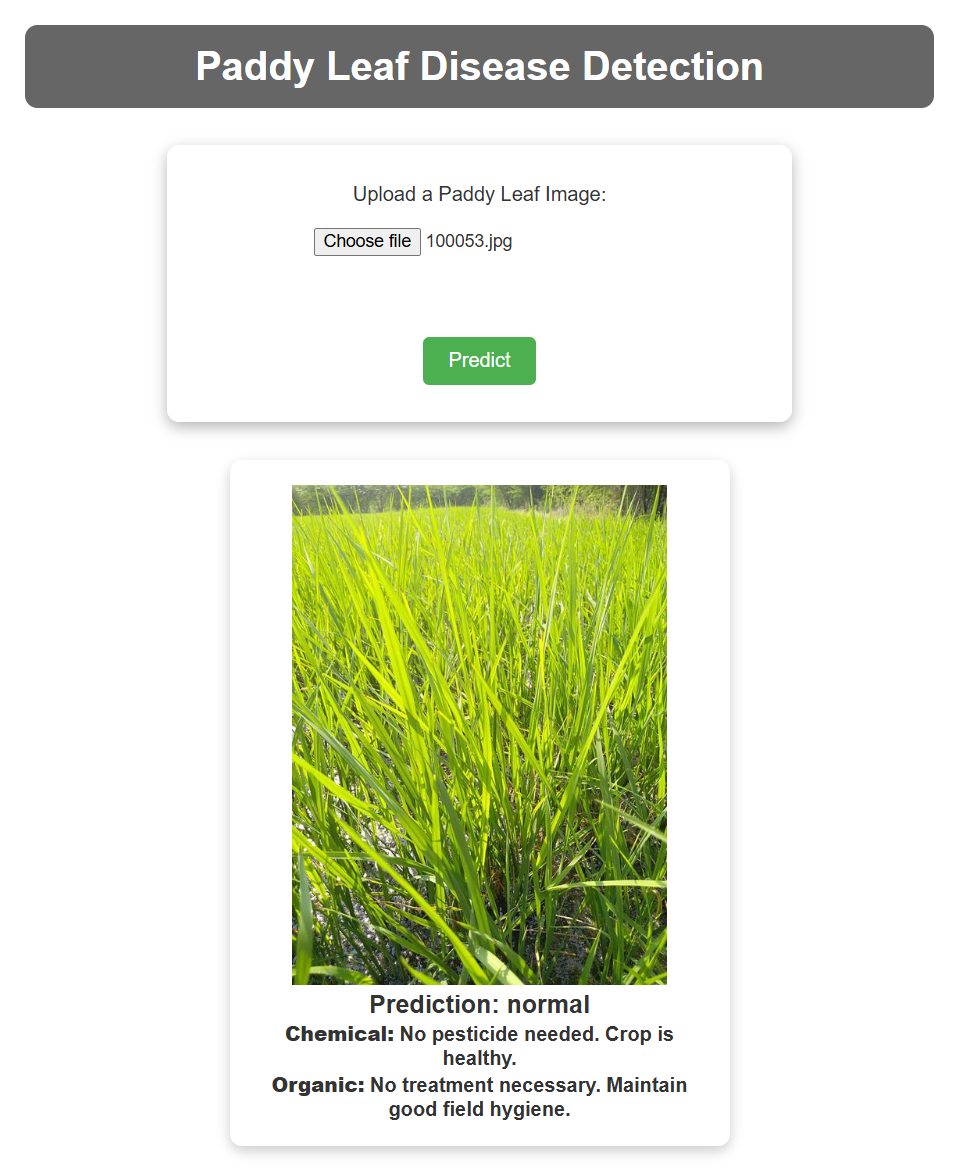 Paddy Leaf Disease Detection
Upload a Paddy Leaf Image:
Choose file 100053.jpg
Predict
Prediction: normal
Chemical: No pesticide needed. Crop is
healthy.
Organic: No treatment necessary. Maintain
good field hygiene.